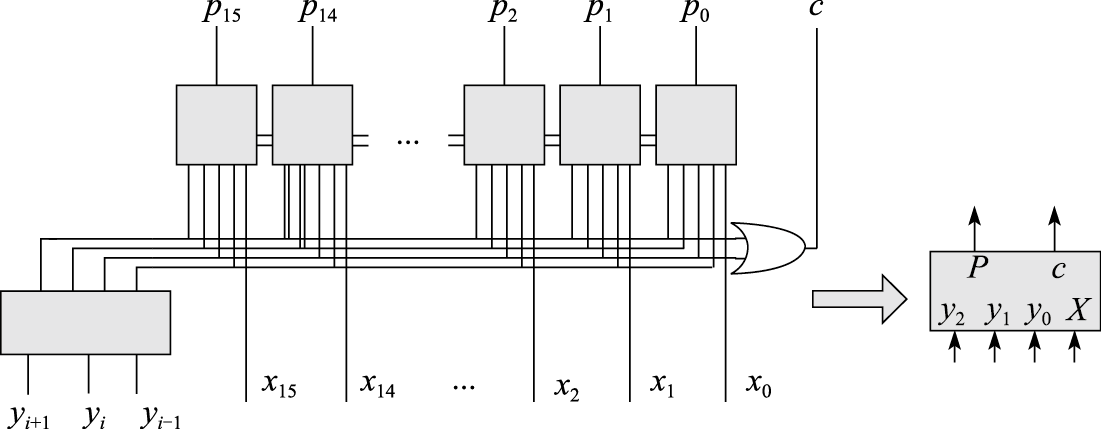 p15 p14 p2 p1 p0 c
...
P c
y2 y1 y0 X
x15 x14 ... x2 x1 x0
yi+1 yi yi−1